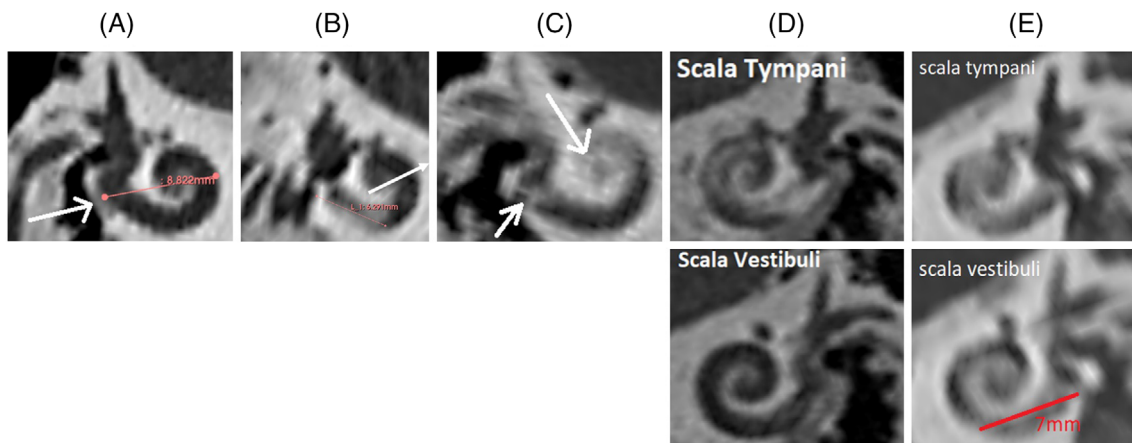 (A)
(B)
(C)
(D)
(E)
8.822mm
Scala Tympani
scala tympani
Scala Vestibuli
scala vestibuli
7mm